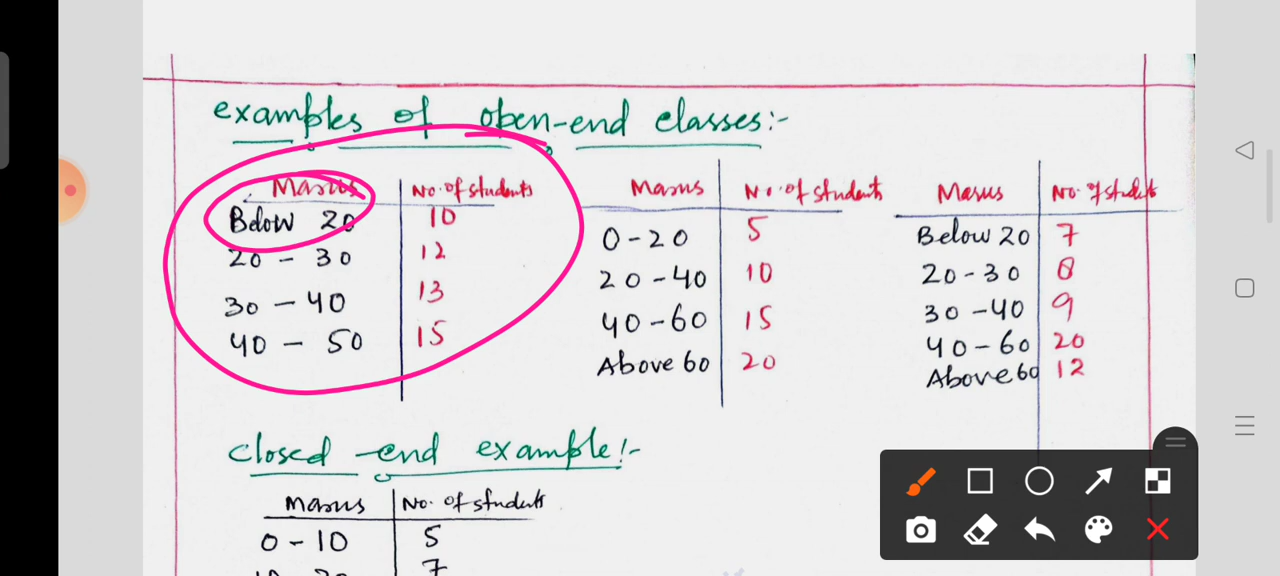 examples of open-end classes:-
Marks No. of students
Below 20 10
20 - 30 12
30 - 40 13
40 - 50 15
Marks No. of students
0-20 5
20-40 10
40-60 15
Above 60 20
Marks No. of students
Below 20 7
20-30 8
30-40 9
40-60 20
Above 60 12
closed-end example:-
Marks No. of students
0-10 5
7